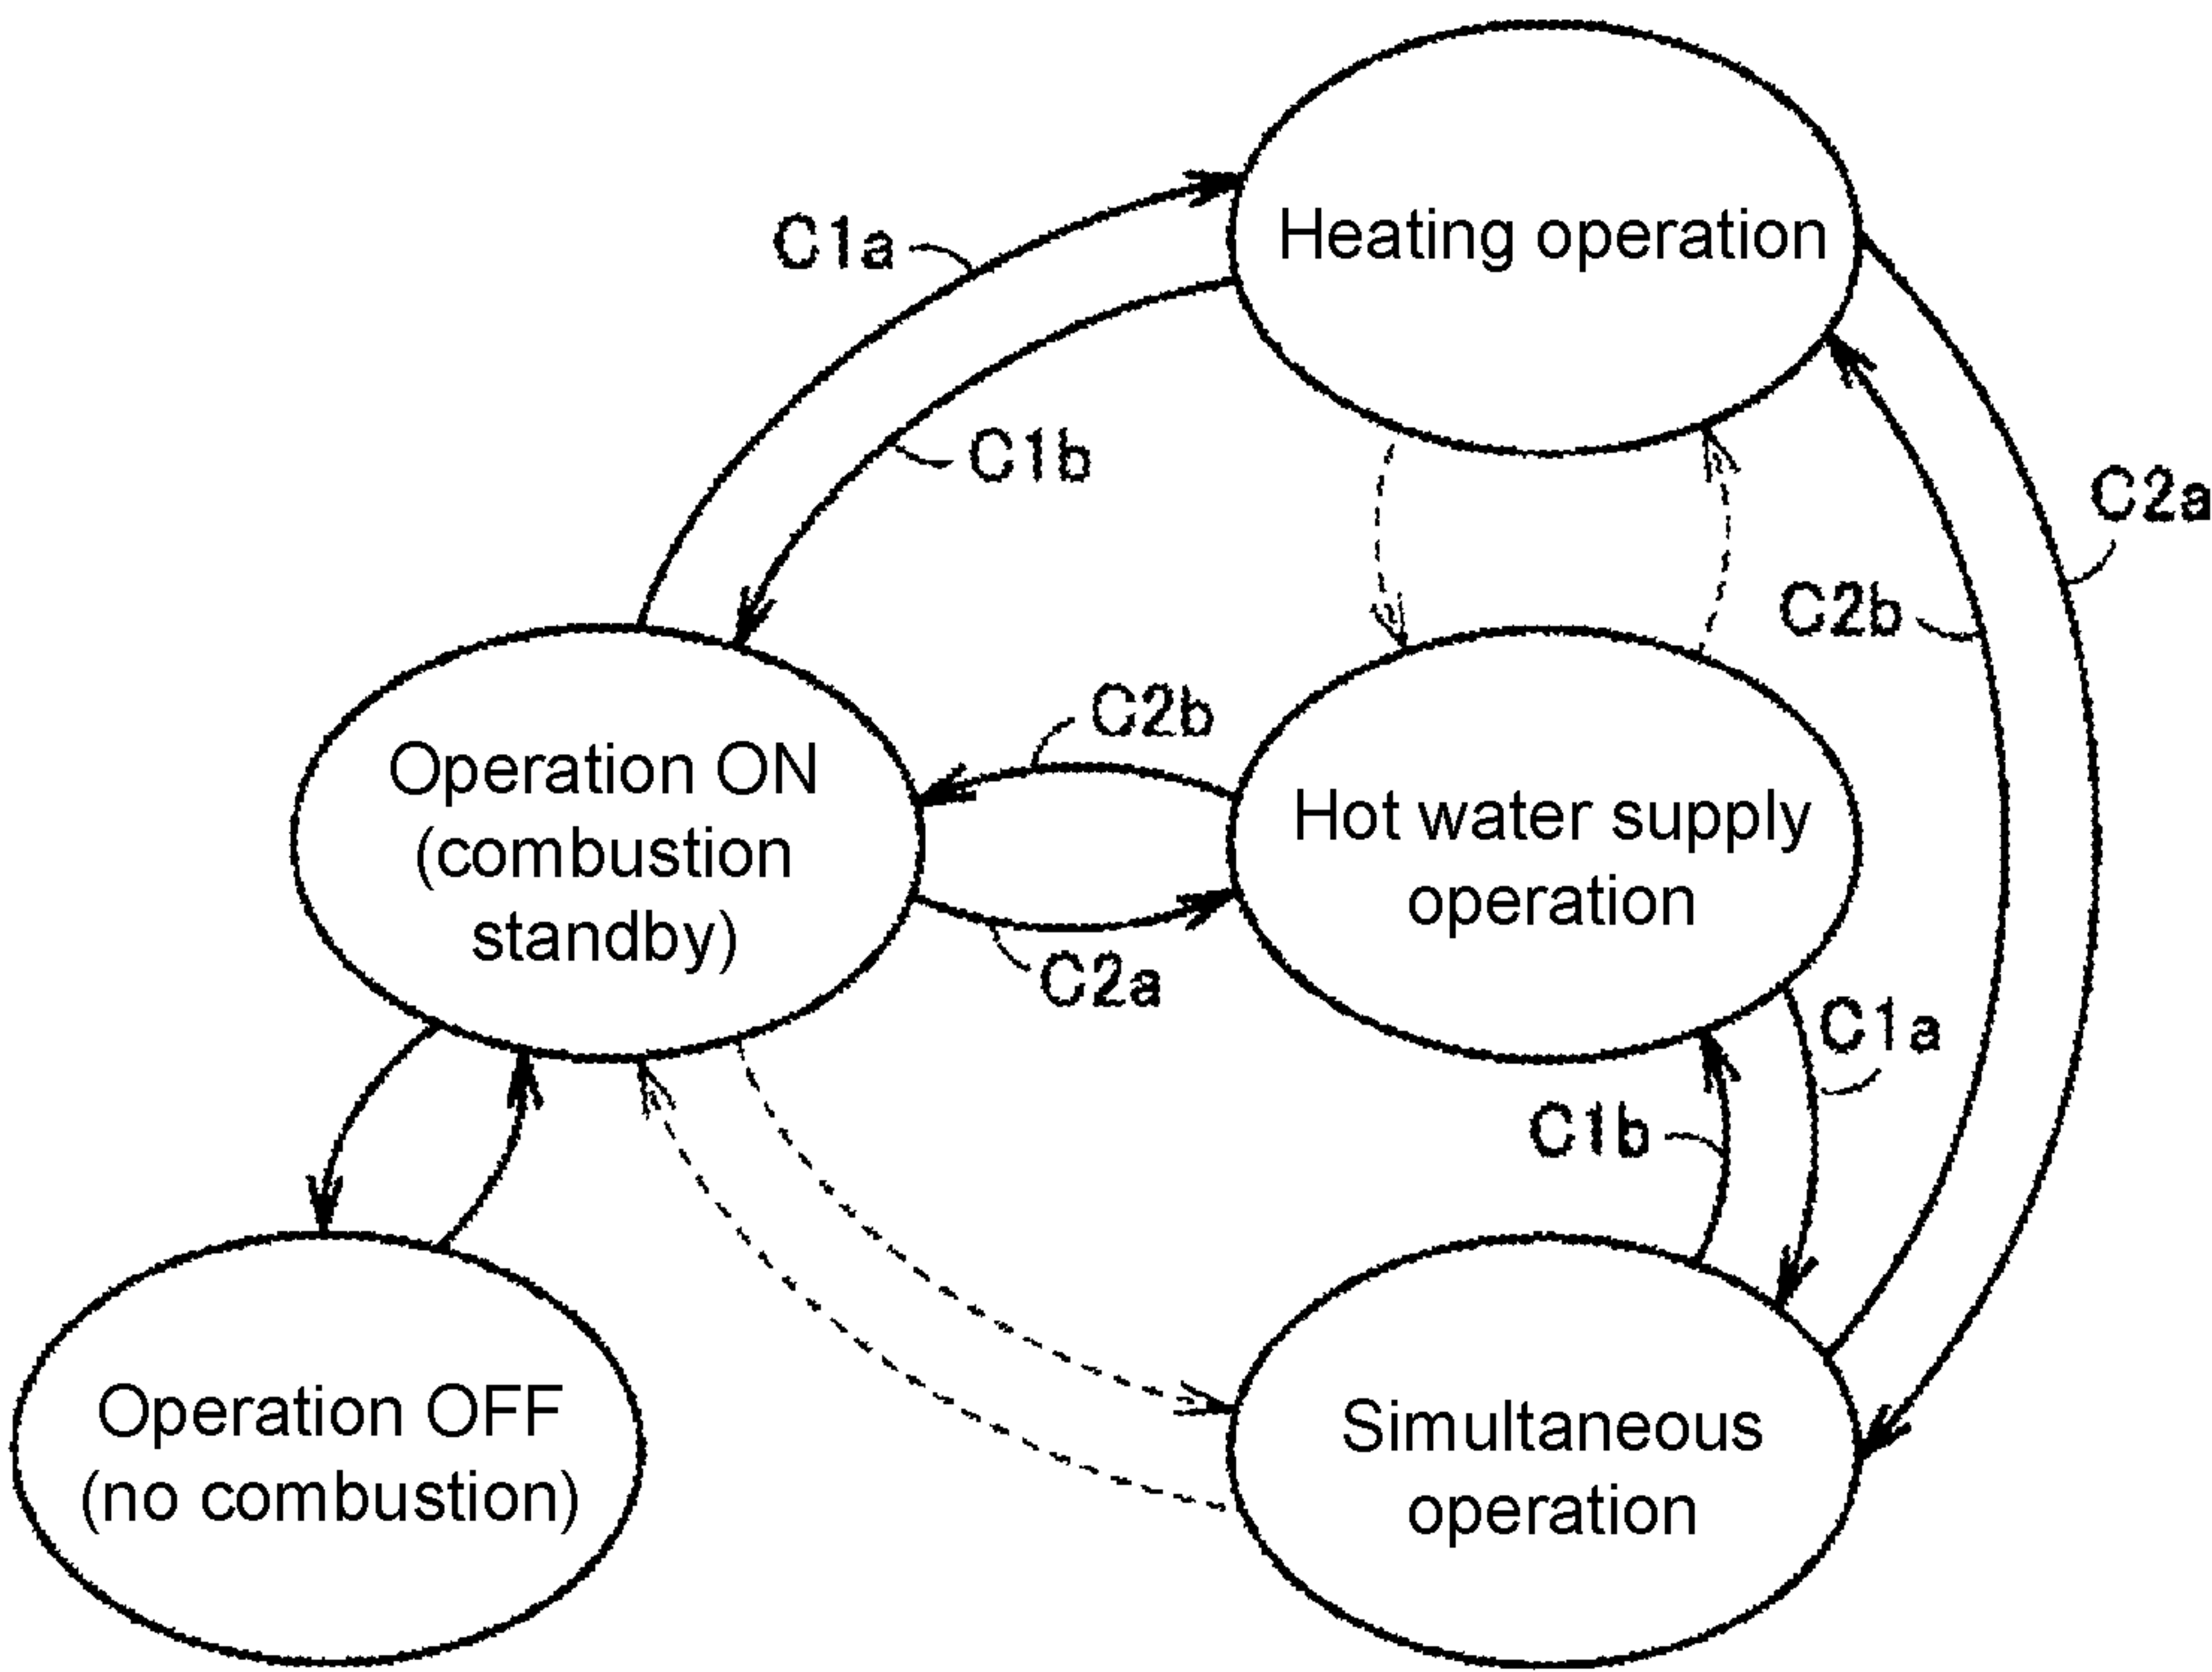 Heating operation
C1a
C1b
C2a
C2b
C2b
Operation ON
(combustion
standby)
Hot water supply
operation
C2a
C1a
C1b
Operation OFF
(no combustion)
Simultaneous
operation